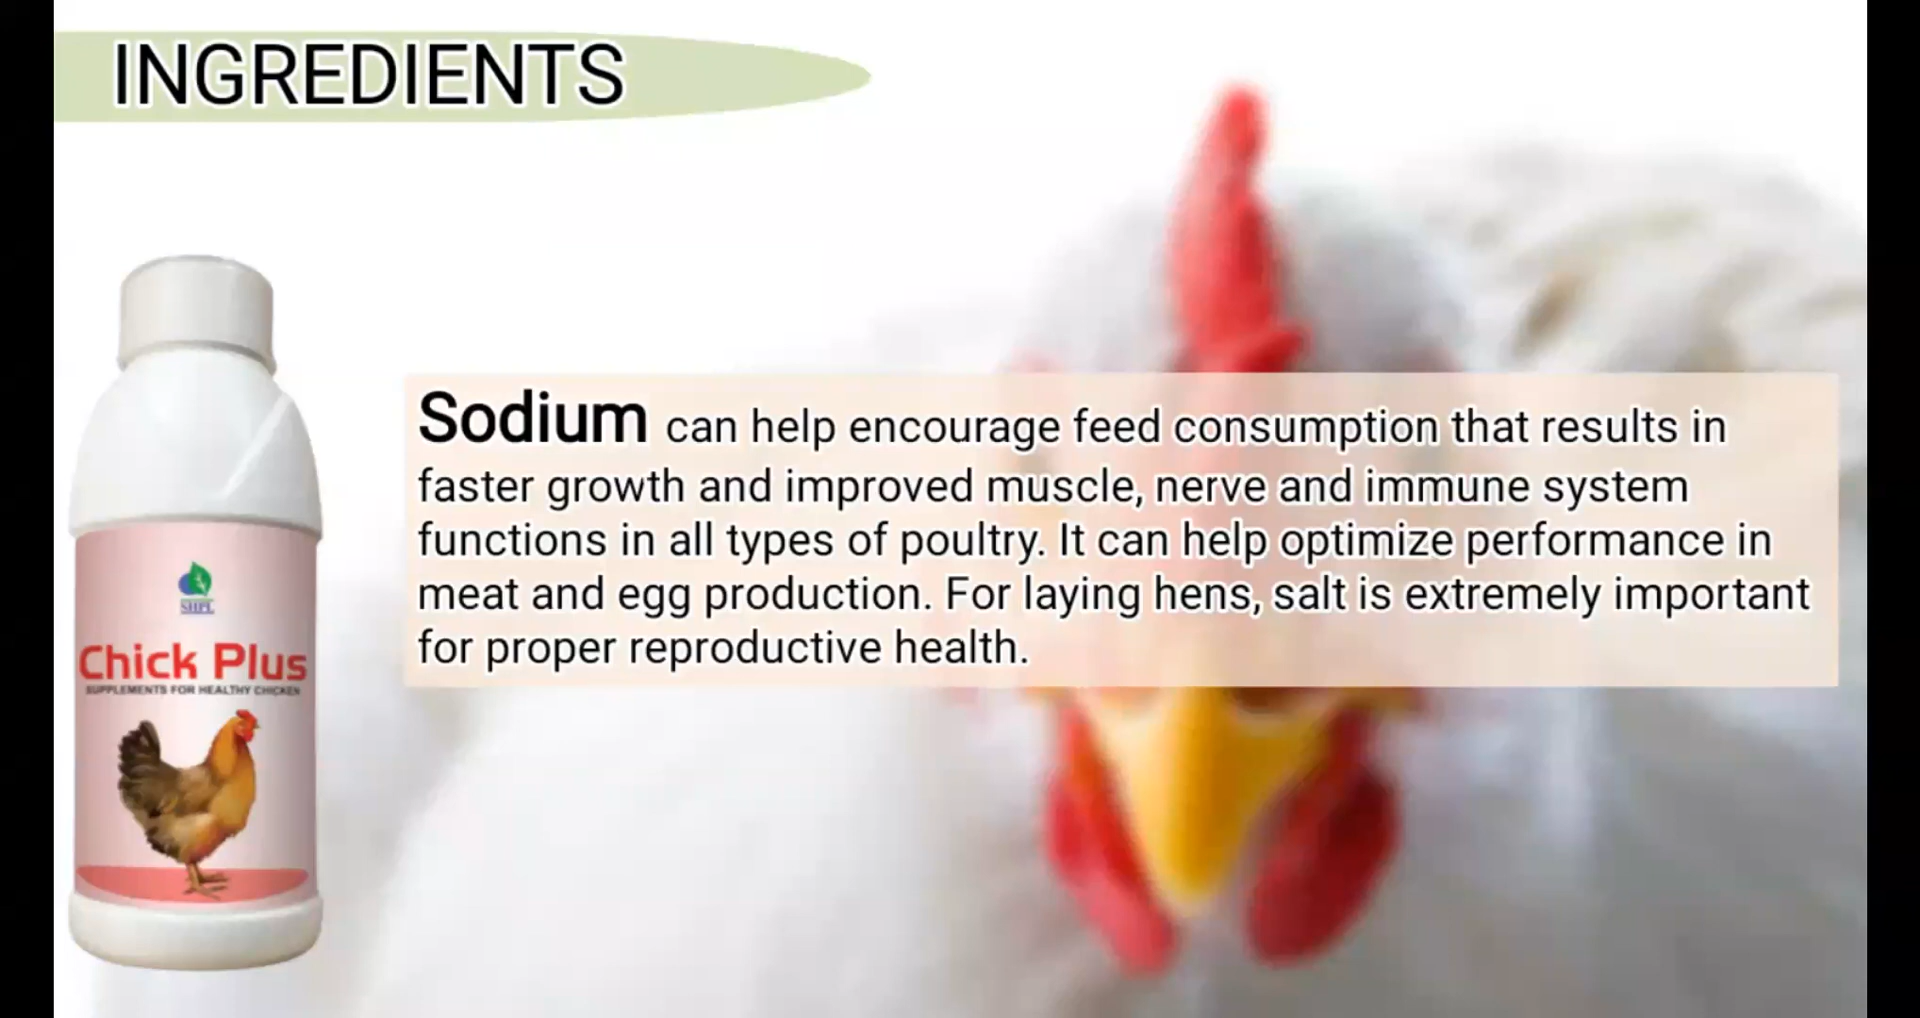 INGREDIENTS
Sodium can help encourage feed consumption that results in
faster growth and improved muscle, nerve and immune system
functions in all types of poultry. It can help optimize performance in
meat and egg production. For laying hens, salt is extremely important
for proper reproductive health.
SHPL
Chick Plus
SUPPLEMENTS FOR HEALTHY CHICKEN